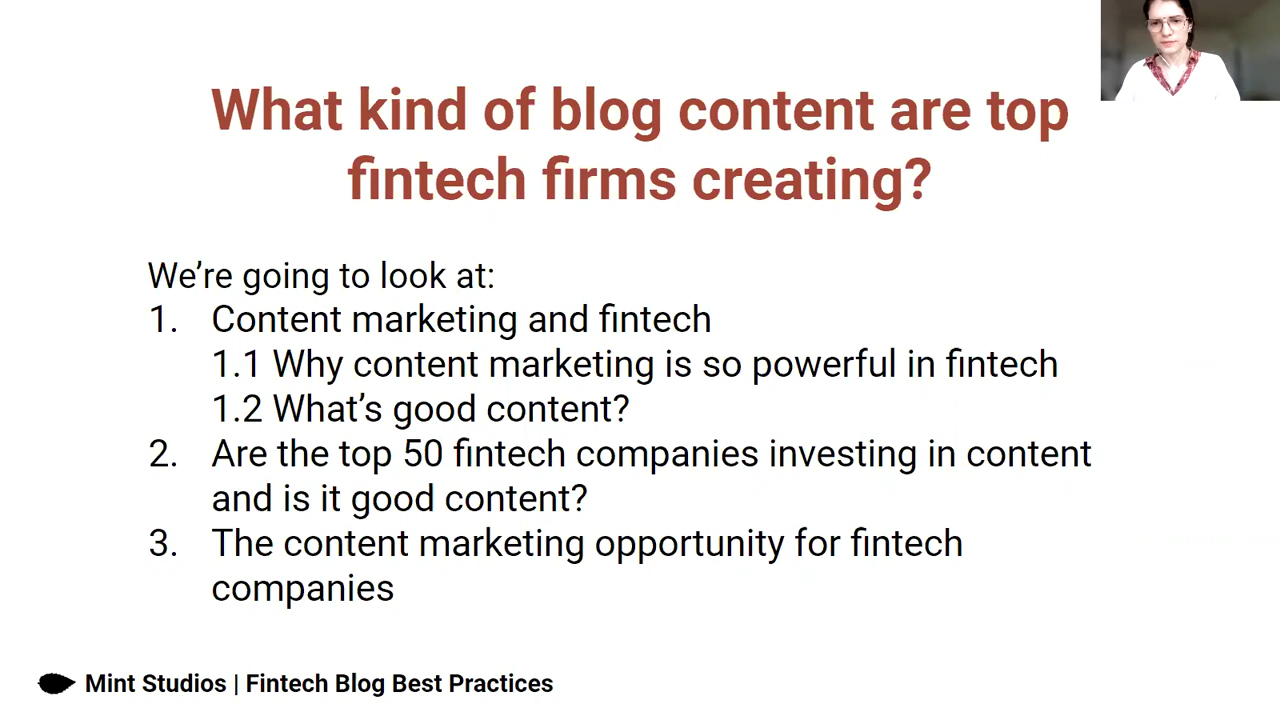 What kind of blog content are top
fintech firms creating?
We're going to look at:
1. Content marketing and fintech
1.1 Why content marketing is so powerful in fintech
1.2 What's good content?
2. Are the top 50 fintech companies investing in content
and is it good content?
3. The content marketing opportunity for fintech
companies
Mint Studios | Fintech Blog Best Practices